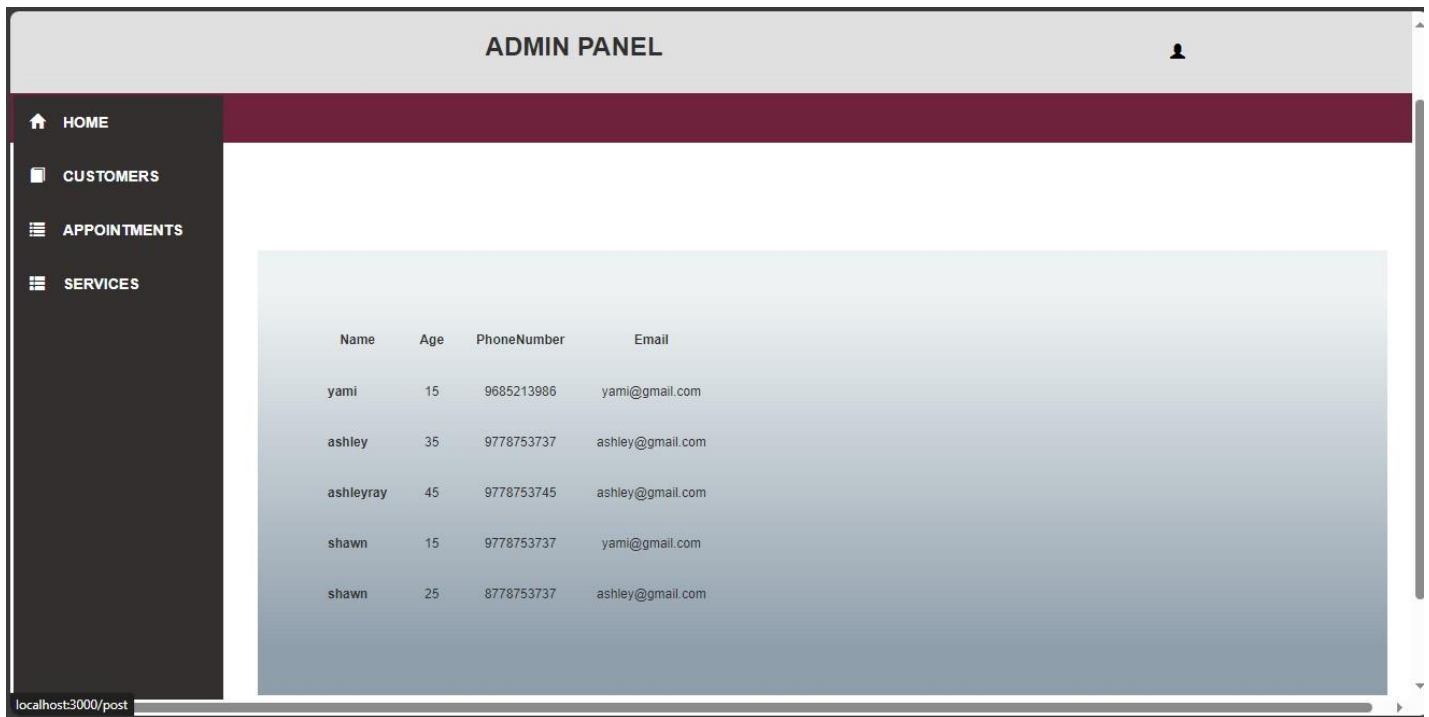 ADMIN PANEL
HOME
CUSTOMERS
APPOINTMENTS
SERVICES
Name Age PhoneNumber Email
yami 15 9685213986 yami@gmail.com
ashley 35 9778753737 ashley@gmail.com
ashleyray 45 9778753745 ashley@gmail.com
shawn 15 9778753737 yami@gmail.com
shawn 25 8778753737 ashley@gmail.com
localhost:3000/post